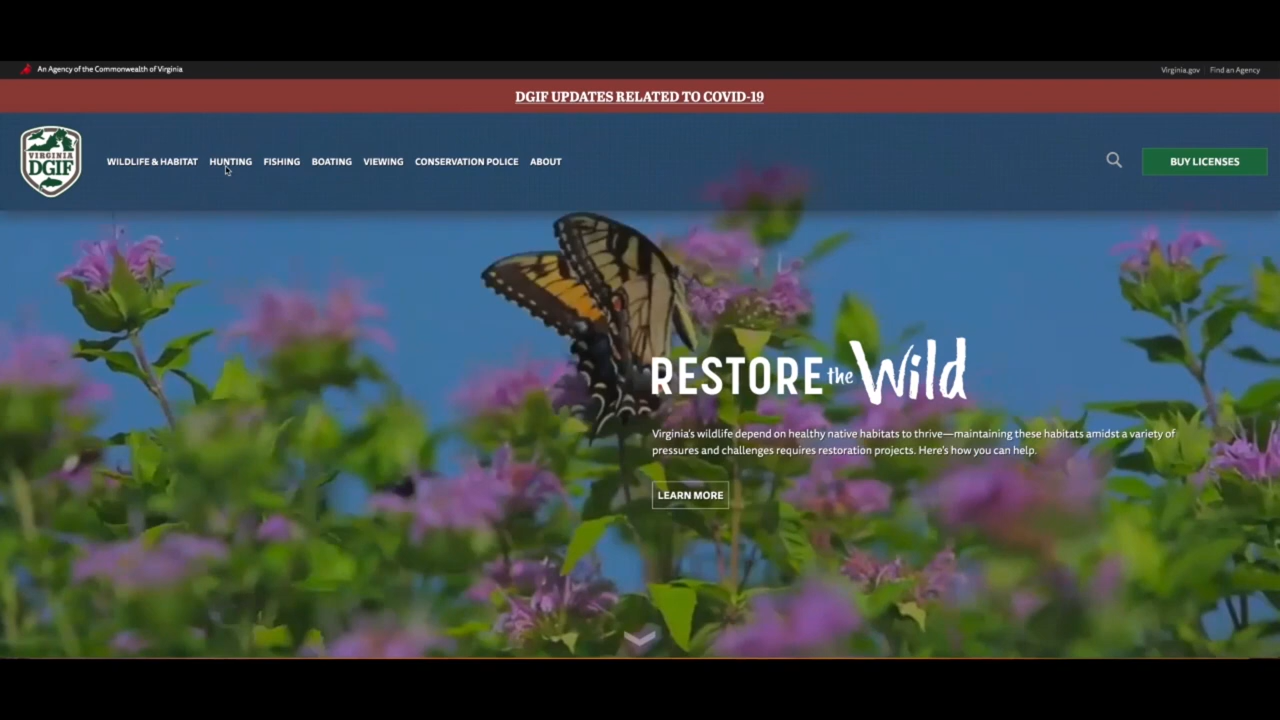 An Agency of the Commonwealth of Virginia
Virginia.gov Find an Agency
DGIF UPDATES RELATED TO COVID-19
VIRGINIA
DGIF
WILDLIFE & HABITAT HUNTING FISHING BOATING VIEWING CONSERVATION POLICE ABOUT
BUY LICENSES
RESTORE the Wild
Virginia's wildlife depend on healthy native habitats to thrive—maintaining these habitats amidst a variety of
pressures and challenges requires restoration projects. Here's how you can help.
LEARN MORE